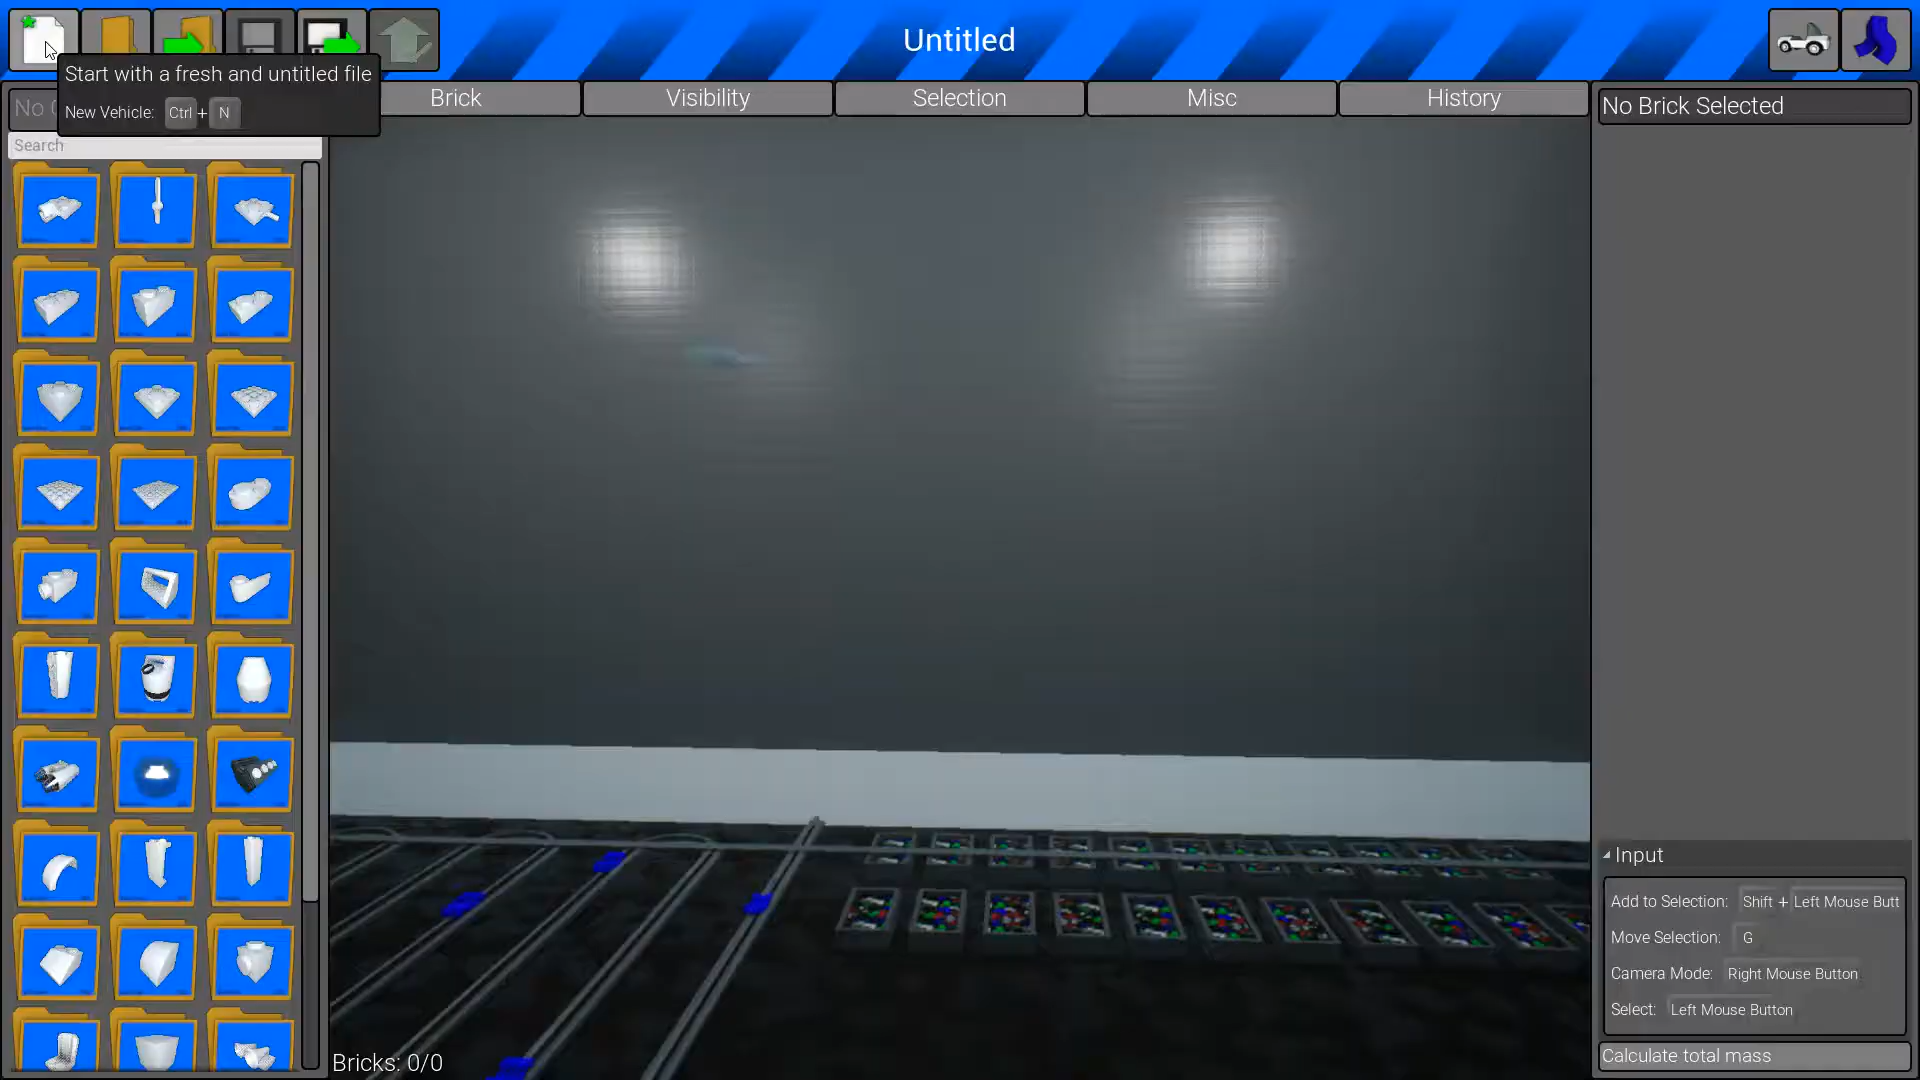 Untitled
Start with a fresh and untitled file
New Vehicle: Ctrl + N
No
Search
Brick
Visibility
Selection
Misc
History
No Brick Selected
Input
Add to Selection: Shift + Left Mouse Butt
Move Selection: G
Camera Mode: Right Mouse Button
Select: Left Mouse Button
Calculate total mass
Bricks: 0/0